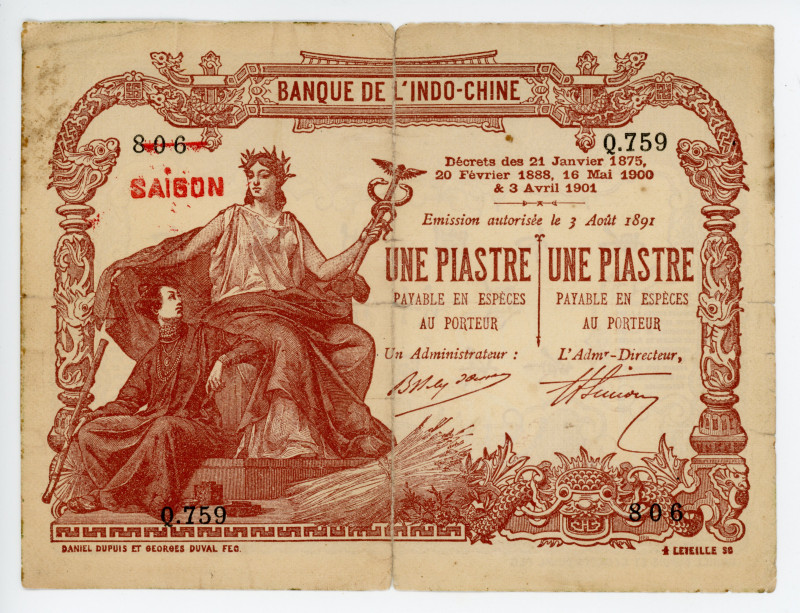 BANQUE DE L'INDO-CHINE
806
Q.759
SAIGON
Décrets des 21 Janvier 1875,
20 Février 1888, 16 Mai 1900
& 3 Avril 1901
Emission autorisée le 3 Août 1891
UNE PIASTRE UNE PIASTRE
PAYABLE EN ESPÈCES PAYABLE EN ESPÈCES
AU PORTEUR AU PORTEUR
Un Administrateur : L'Admr-Directeur,
Q.759
806
DANIEL DUPUIS ET GEORGES DUVAL FEC.
A LEVEILLE SC